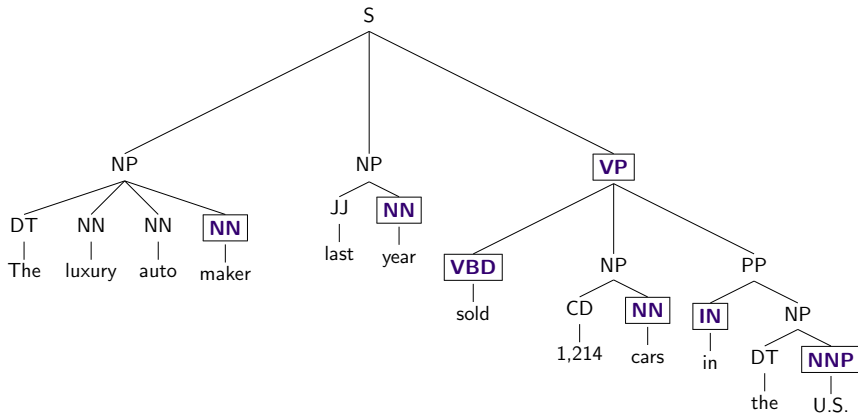 S
NP NP VP
DT NN NN NN JJ NN VBD NP PP
The luxury auto maker last year sold CD NN IN NP
1,214 cars in DT NNP
the U.S.